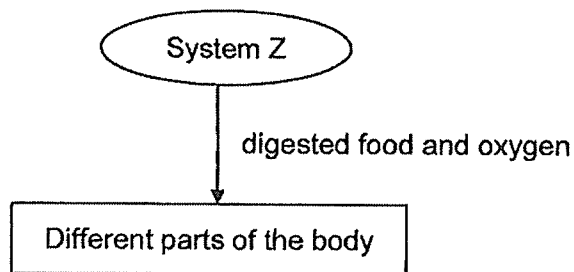 System Z
digested food and oxygen
Different parts of the body